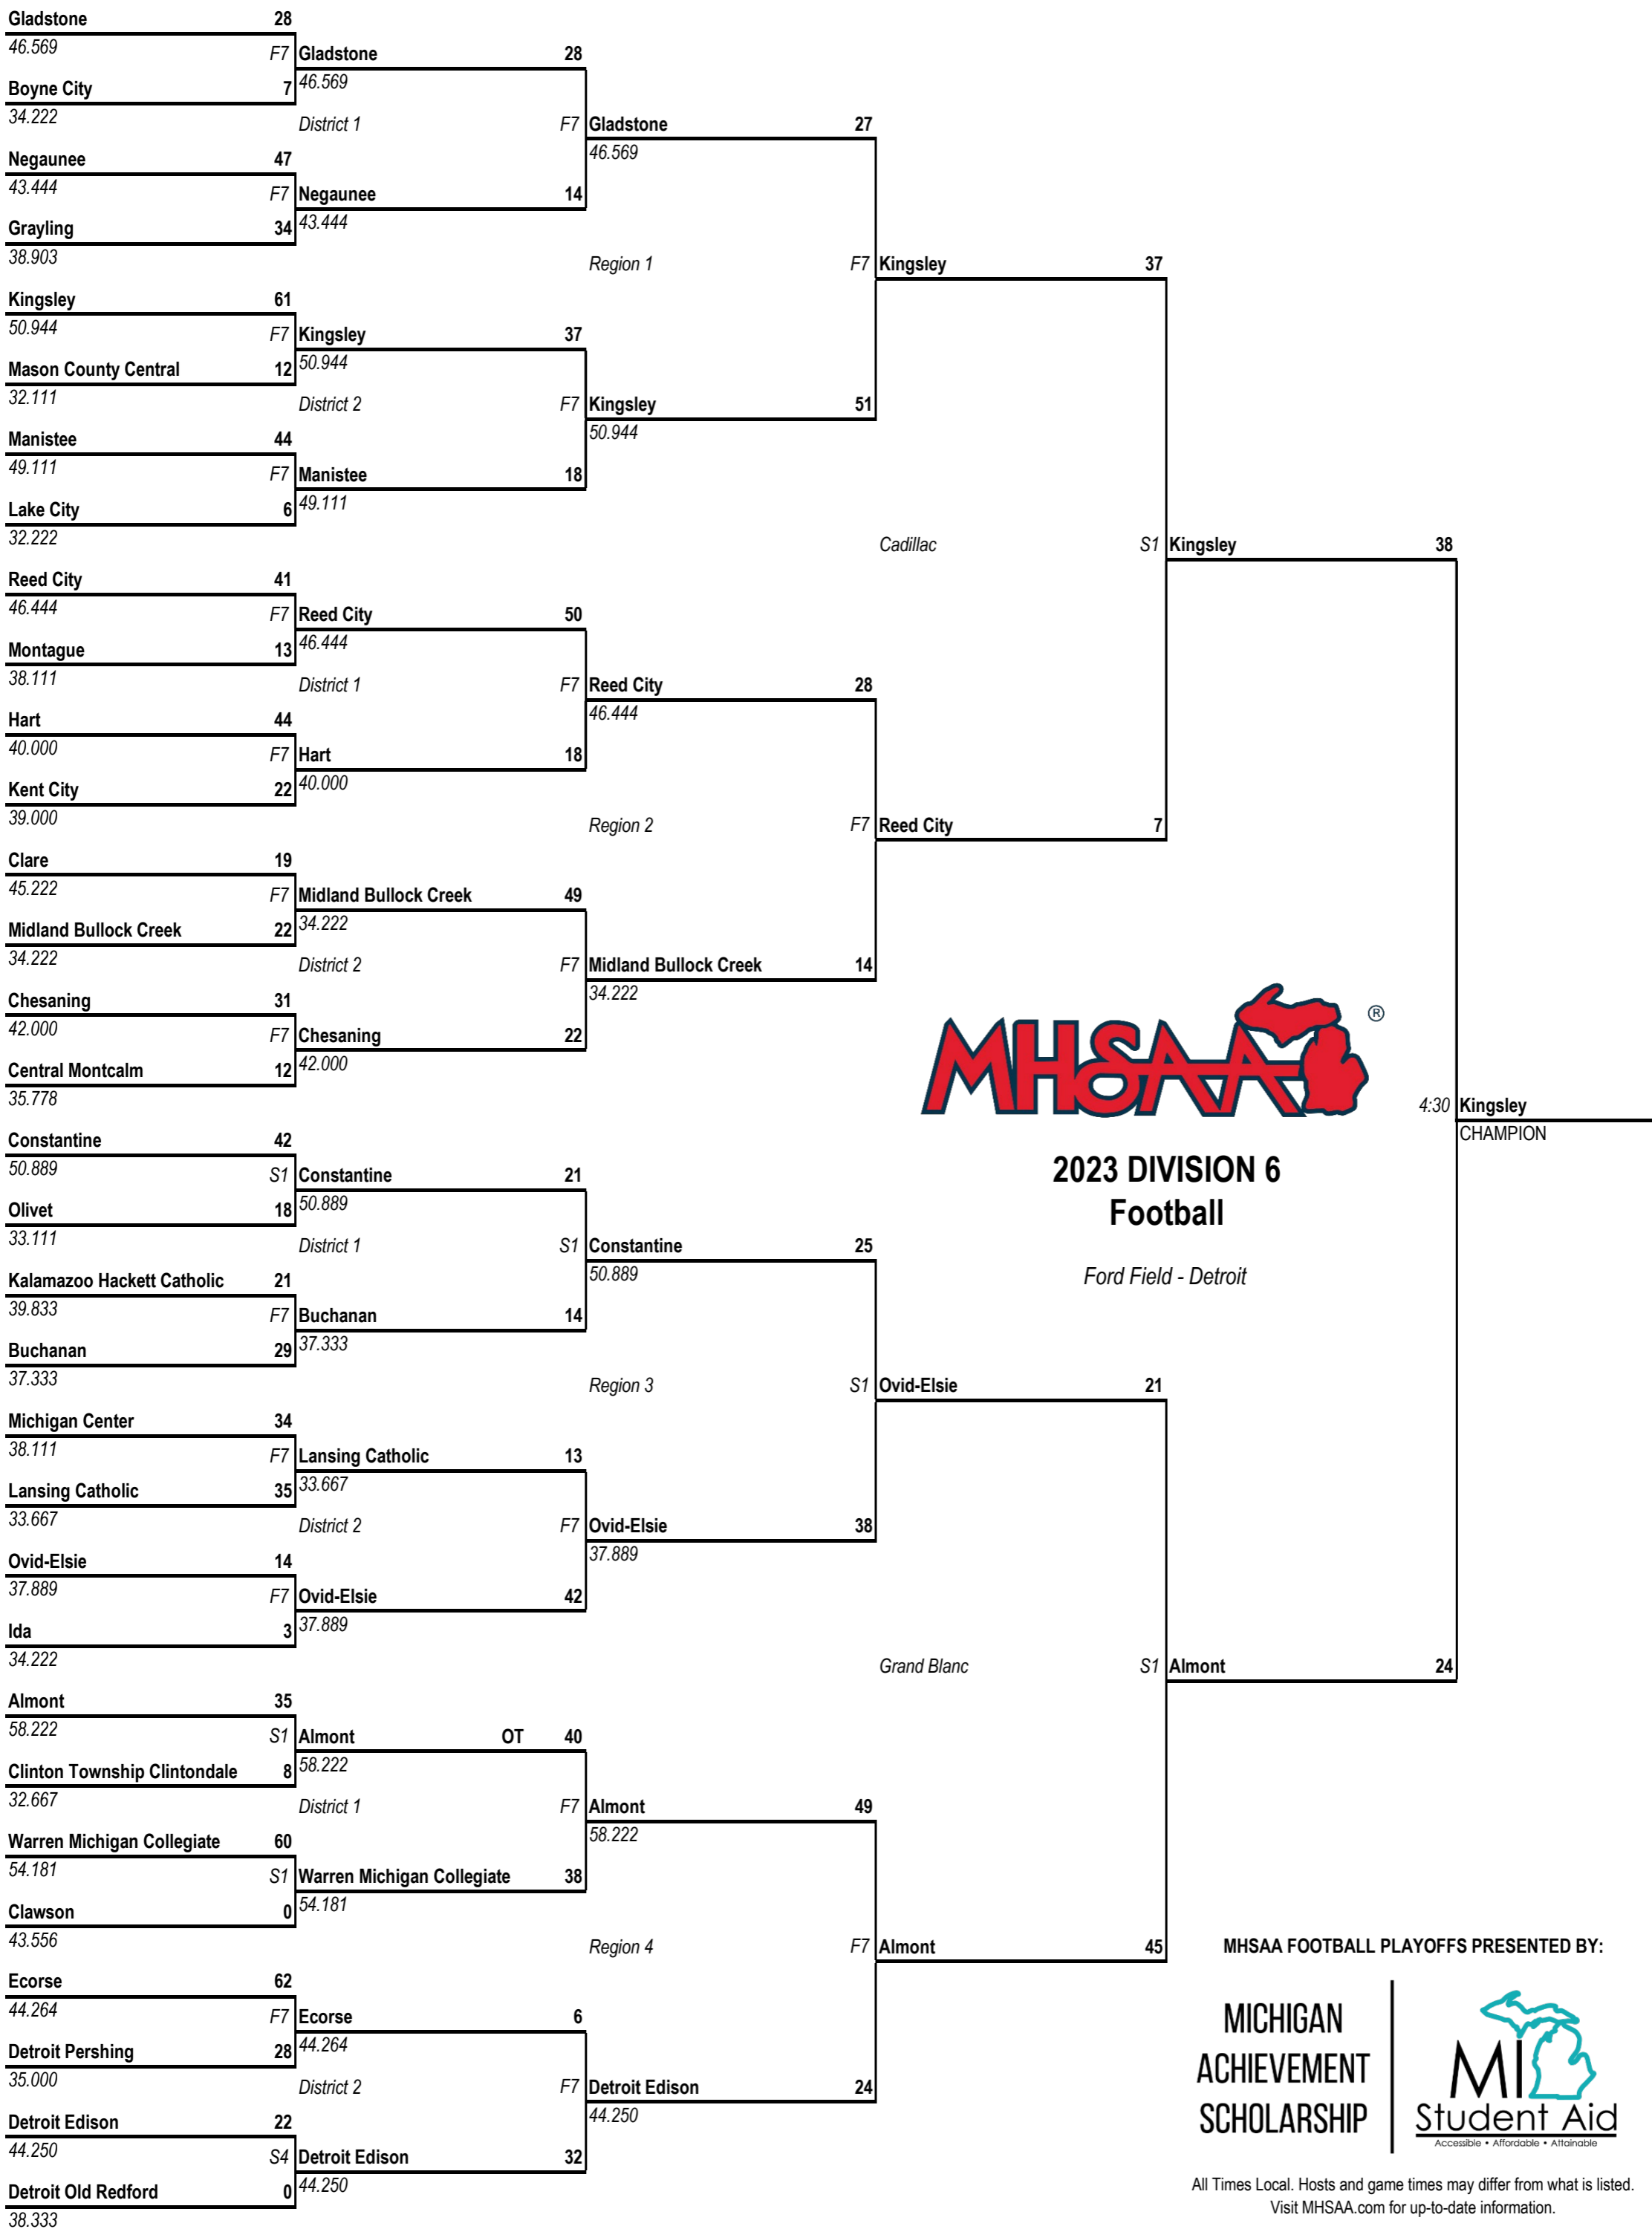 Gladstone 28
46.569
F7 Gladstone 28
46.569
Boyne City 7
34.222
District 1 F7 Gladstone 27
46.569
Negaunee 47
43.444
F7 Negaunee 14
43.444
Grayling 34
38.903
Region 1 F7 Kingsley 37
Kingsley 61
50.944
F7 Kingsley 37
50.944
Mason County Central 12
32.111
District 2 F7 Kingsley 51
50.944
Manistee 44
49.111
F7 Manistee 18
49.111
Lake City 6
32.222
Cadillac S1 Kingsley 38
Reed City 41
46.444
F7 Reed City 50
46.444
Montague 13
38.111
District 1 F7 Reed City 28
46.444
Hart 44
40.000
F7 Hart 18
40.000
Kent City 22
39.000
Region 2 F7 Reed City 7
Clare 19
45.222
F7 Midland Bullock Creek 49
34.222
Midland Bullock Creek 22
34.222
District 2 F7 Midland Bullock Creek 14
34.222
Chesaning 31
42.000
F7 Chesaning 22
42.000
Central Montcalm 12
35.778
MHSAA ®
4:30 Kingsley
CHAMPION
2023 DIVISION 6
Football
Ford Field - Detroit
Constantine 42
50.889
S1 Constantine 21
50.889
Olivet 18
33.111
District 1 S1 Constantine 25
50.889
Kalamazoo Hackett Catholic 21
39.833
F7 Buchanan 14
37.333
Buchanan 29
37.333
Region 3 S1 Ovid-Elsie 21
Michigan Center 34
38.111
F7 Lansing Catholic 13
33.667
Lansing Catholic 35
33.667
District 2 F7 Ovid-Elsie 38
37.889
Ovid-Elsie 14
37.889
F7 Ovid-Elsie 42
37.889
Ida 3
34.222
Grand Blanc S1 Almont 24
Almont 35
58.222
S1 Almont OT 40
58.222
Clinton Township Clintondale 8
32.667
District 1 F7 Almont 49
58.222
Warren Michigan Collegiate 60
54.181
S1 Warren Michigan Collegiate 38
54.181
Clawson 0
43.556
Region 4 F7 Almont 45
Ecorse 62
44.264
F7 Ecorse 6
44.264
Detroit Pershing 28
35.000
District 2 F7 Detroit Edison 24
44.250
Detroit Edison 22
44.250
S4 Detroit Edison 32
44.250
Detroit Old Redford 0
38.333
MHSAA FOOTBALL PLAYOFFS PRESENTED BY:
MICHIGAN
ACHIEVEMENT
SCHOLARSHIP
MI
Student Aid
Accessible • Affordable • Attainable
All Times Local. Hosts and game times may differ from what is listed.
Visit MHSAA.com for up-to-date information.